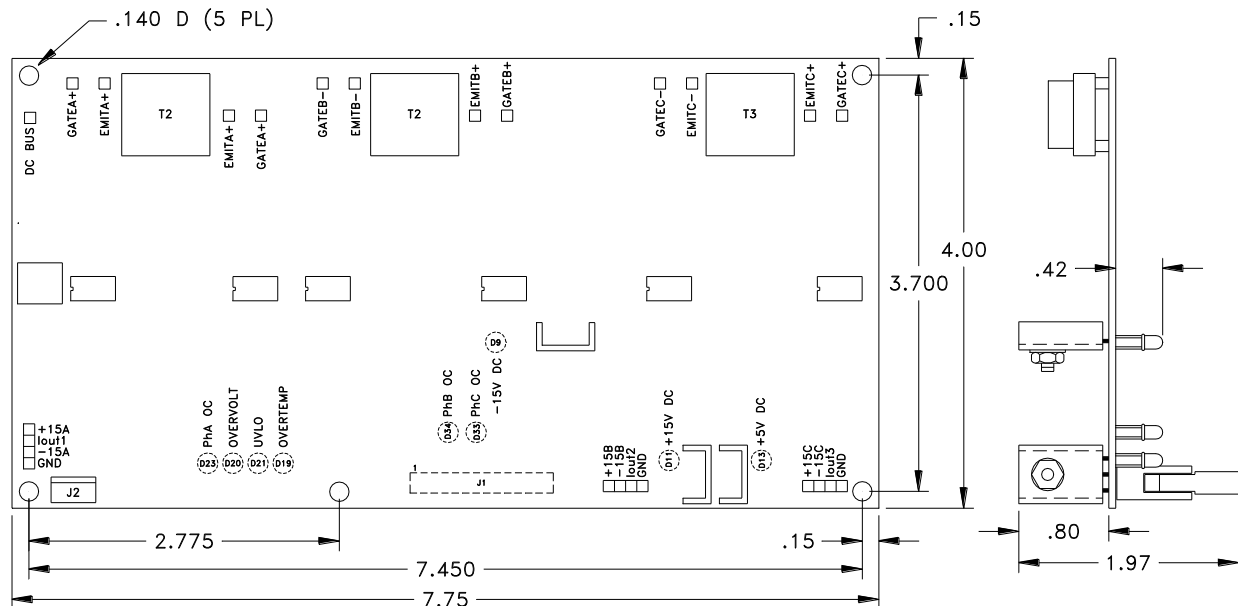 .140 D (5 PL)
.15
DC BUS
GATEA+
EMITA+
T2
EMITA+
GATEA+
GATEB-
EMITB-
T2
EMITB+
GATEB+
GATEC-
EMITC-
T3
EMITC+
GATEC+
4.00
3.700
.42
D9
-15V DC
PhA OC
OVERVOLT
UVLO
OVERTEMP
PhB OC
PhC OC
+15V DC
+5V DC
+15A
Iout1
-15A
GND
D23
D20
D21
D19
D34
D33
D11
D13
J2
1
J1
+15B
-15B
Iout2
GND
+15C
-15C
Iout3
GND
2.775
.15
.80
7.450
1.97
7.75